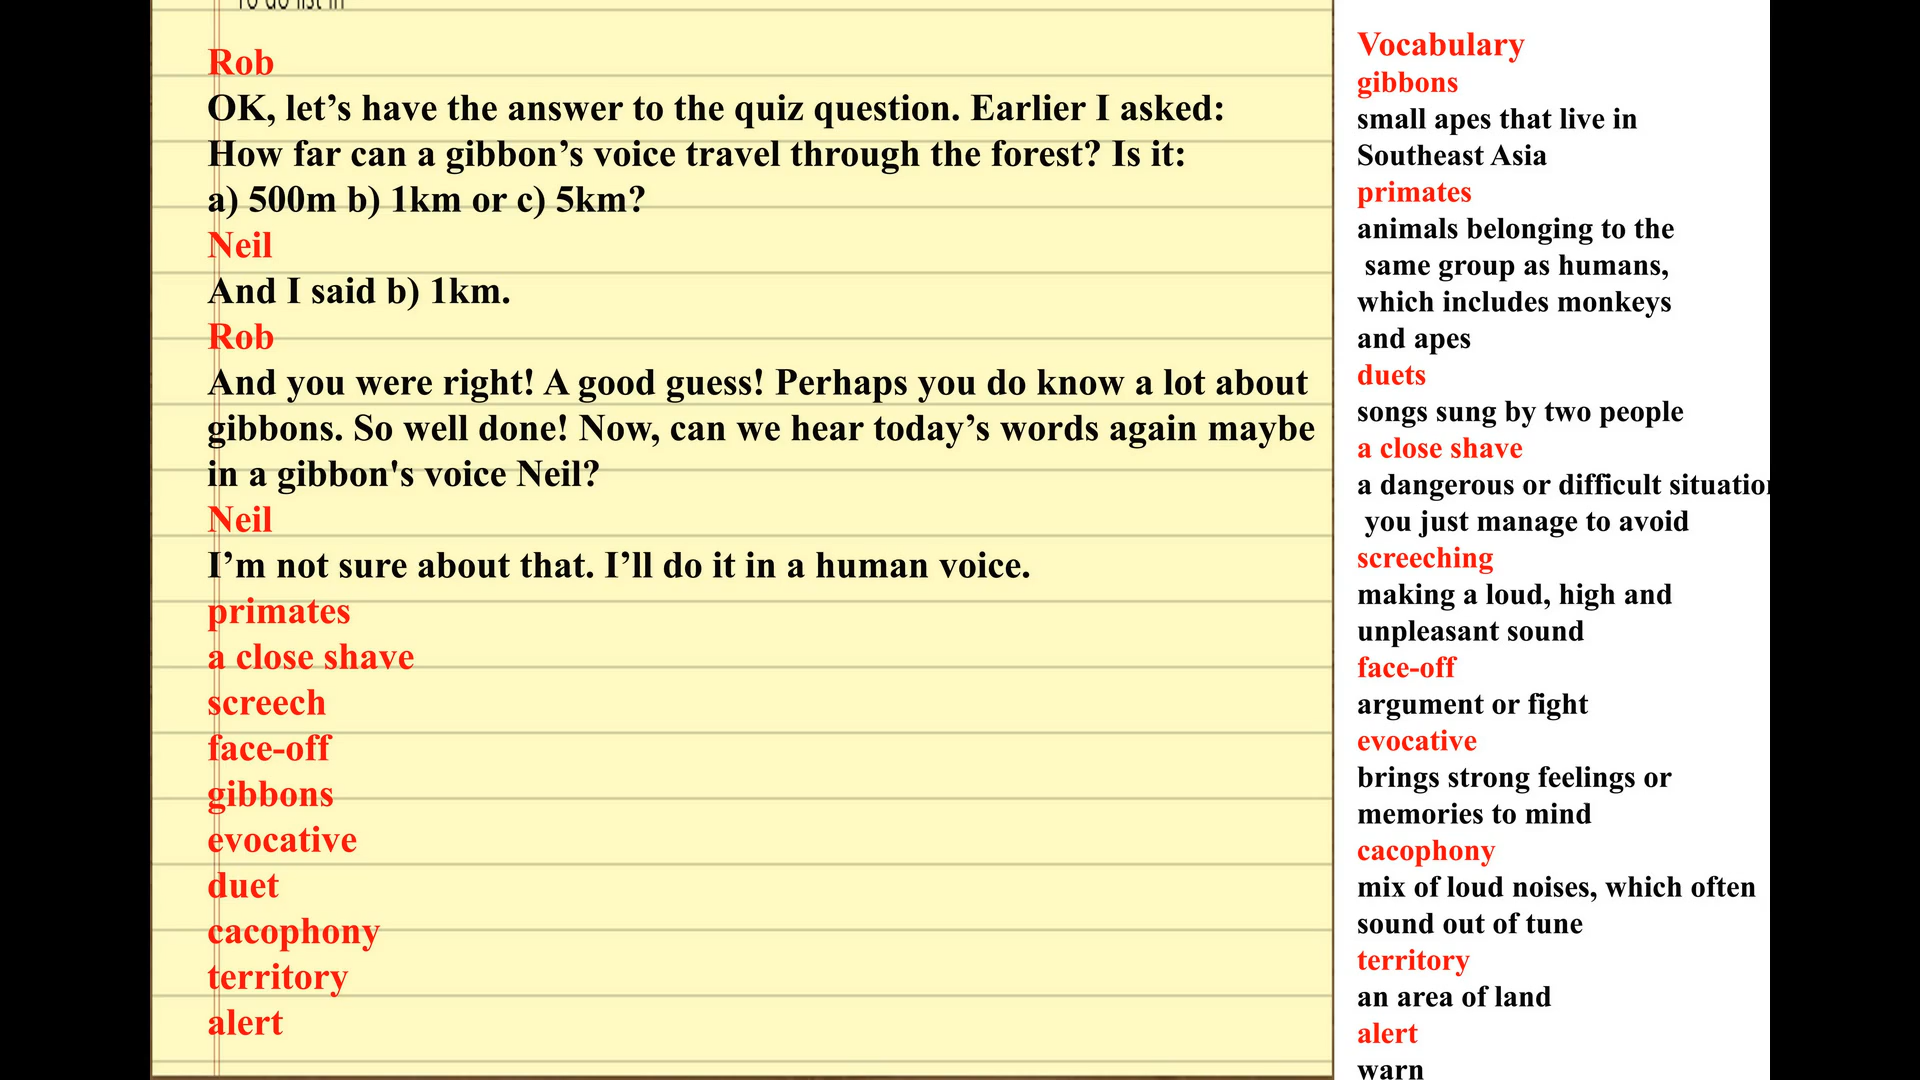 To do list in
Rob
OK, let’s have the answer to the quiz question. Earlier I asked:
How far can a gibbon’s voice travel through the forest? Is it:
a) 500m b) 1km or c) 5km?
Neil
And I said b) 1km.
Rob
And you were right! A good guess! Perhaps you do know a lot about
gibbons. So well done! Now, can we hear today’s words again maybe
in a gibbon's voice Neil?
Neil
I’m not sure about that. I’ll do it in a human voice.
primates
a close shave
screech
face-off
gibbons
evocative
duet
cacophony
territory
alert
Vocabulary
gibbons
small apes that live in
Southeast Asia
primates
animals belonging to the
same group as humans,
which includes monkeys
and apes
duets
songs sung by two people
a close shave
a dangerous or difficult situation
you just manage to avoid
screeching
making a loud, high and
unpleasant sound
face-off
argument or fight
evocative
brings strong feelings or
memories to mind
cacophony
mix of loud noises, which often
sound out of tune
territory
an area of land
alert
warn